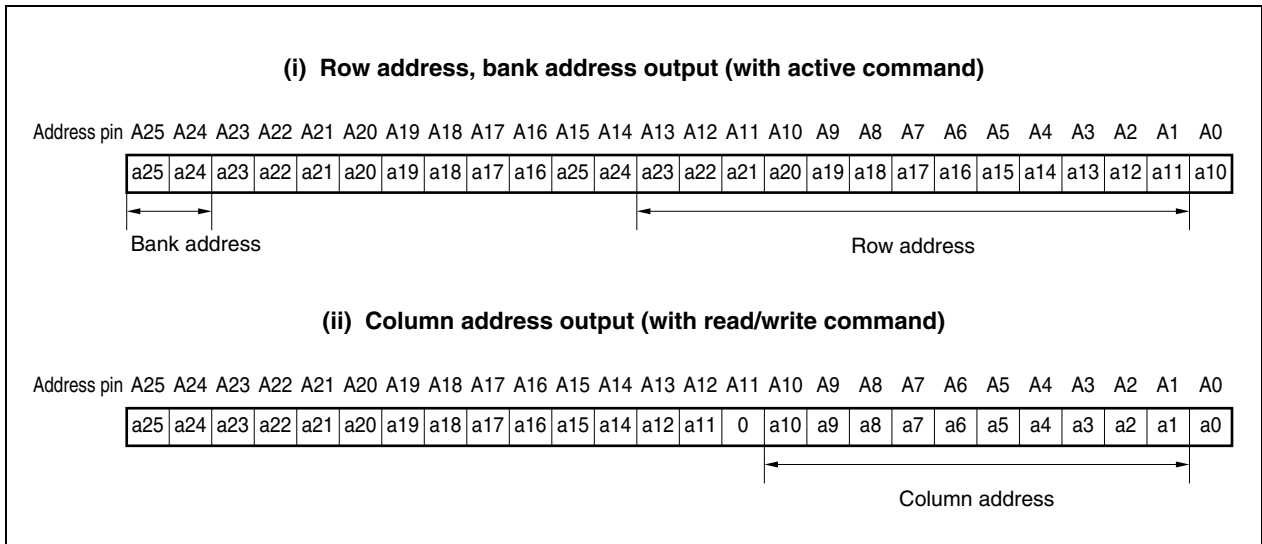 (i) Row address, bank address output (with active command)
Address pin A25 A24 A23 A22 A21 A20 A19 A18 A17 A16 A15 A14 A13 A12 A11 A10 A9 A8 A7 A6 A5 A4 A3 A2 A1 A0
a25 a24 a23 a22 a21 a20 a19 a18 a17 a16 a25 a24 a23 a22 a21 a20 a19 a18 a17 a16 a15 a14 a13 a12 a11 a10
Bank address Row address
(ii) Column address output (with read/write command)
Address pin A25 A24 A23 A22 A21 A20 A19 A18 A17 A16 A15 A14 A13 A12 A11 A10 A9 A8 A7 A6 A5 A4 A3 A2 A1 A0
a25 a24 a23 a22 a21 a20 a19 a18 a17 a16 a15 a14 a12 a11 0 a10 a9 a8 a7 a6 a5 a4 a3 a2 a1 a0
Column address